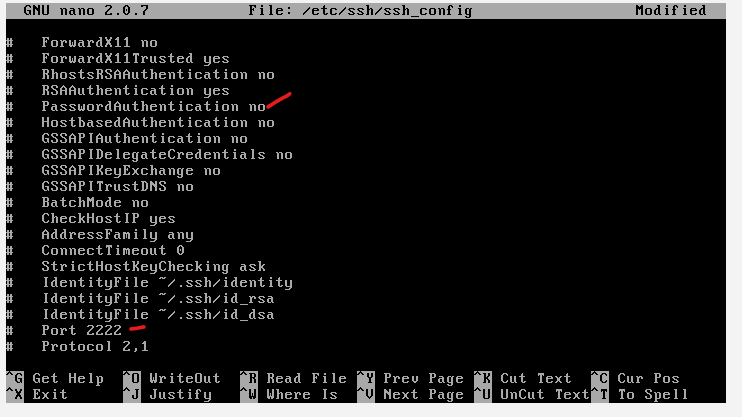 GNU nano 2.0.7 File: /etc/ssh/ssh_config Modified
# ForwardX11 no
# ForwardX11Trusted yes
# RhostsRSAAuthentication no
# RSAAuthentication yes
# PasswordAuthentication no
# HostbasedAuthentication no
# GSSAPIAuthentication no
# GSSAPIDelegateCredentials no
# GSSAPIKeyExchange no
# GSSAPITrustDNS no
# BatchMode no
# CheckHostIP yes
# AddressFamily any
# ConnectTimeout 0
# StrictHostKeyChecking ask
# IdentityFile ~/.ssh/identity
# IdentityFile ~/.ssh/id_rsa
# IdentityFile ~/.ssh/id_dsa
# Port 2222
# Protocol 2,1
^G Get Help ^O WriteOut ^R Read File ^Y Prev Page ^K Cut Text ^C Cur Pos
^X Exit ^J Justify ^W Where Is ^V Next Page ^U UnCut Text ^T To Spell